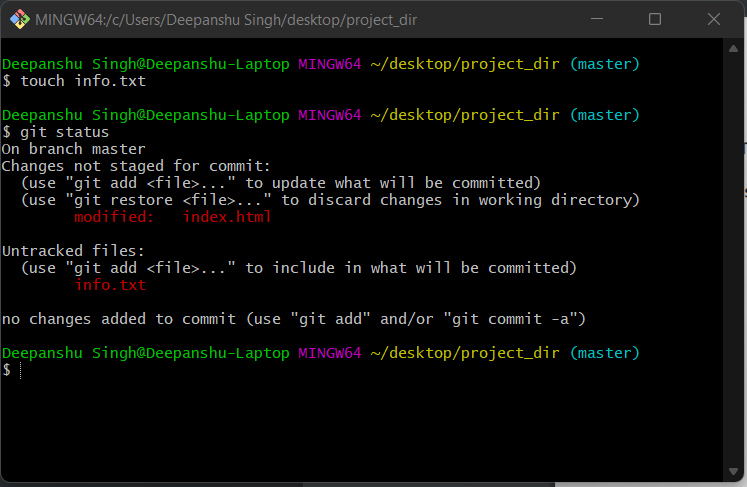 MINGW64:/c/Users/Deepanshu Singh/desktop/project_dir
Deepanshu Singh@Deepanshu-Laptop MINGW64 ~/desktop/project_dir (master)
$ touch info.txt
Deepanshu Singh@Deepanshu-Laptop MINGW64 ~/desktop/project_dir (master)
$ git status
On branch master
Changes not staged for commit:
  (use "git add <file>..." to update what will be committed)
  (use "git restore <file>..." to discard changes in working directory)
        modified:   index.html
Untracked files:
  (use "git add <file>..." to include in what will be committed)
        info.txt
no changes added to commit (use "git add" and/or "git commit -a")
Deepanshu Singh@Deepanshu-Laptop MINGW64 ~/desktop/project_dir (master)
$